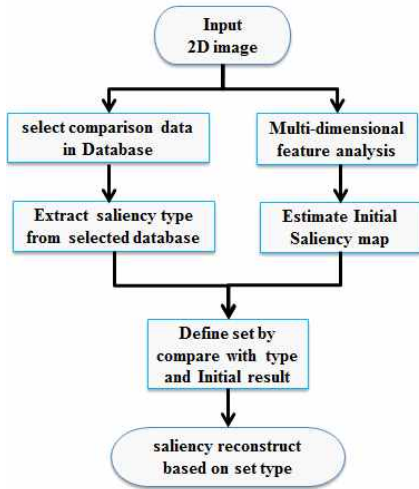 Input
2D image
select comparison data
in Database
Multi-dimensional
feature analysis
Extract saliency type
from selected database
Estimate Initial
Saliency map
Define set by
compare with type
and Initial result
saliency reconstruct
based on set type